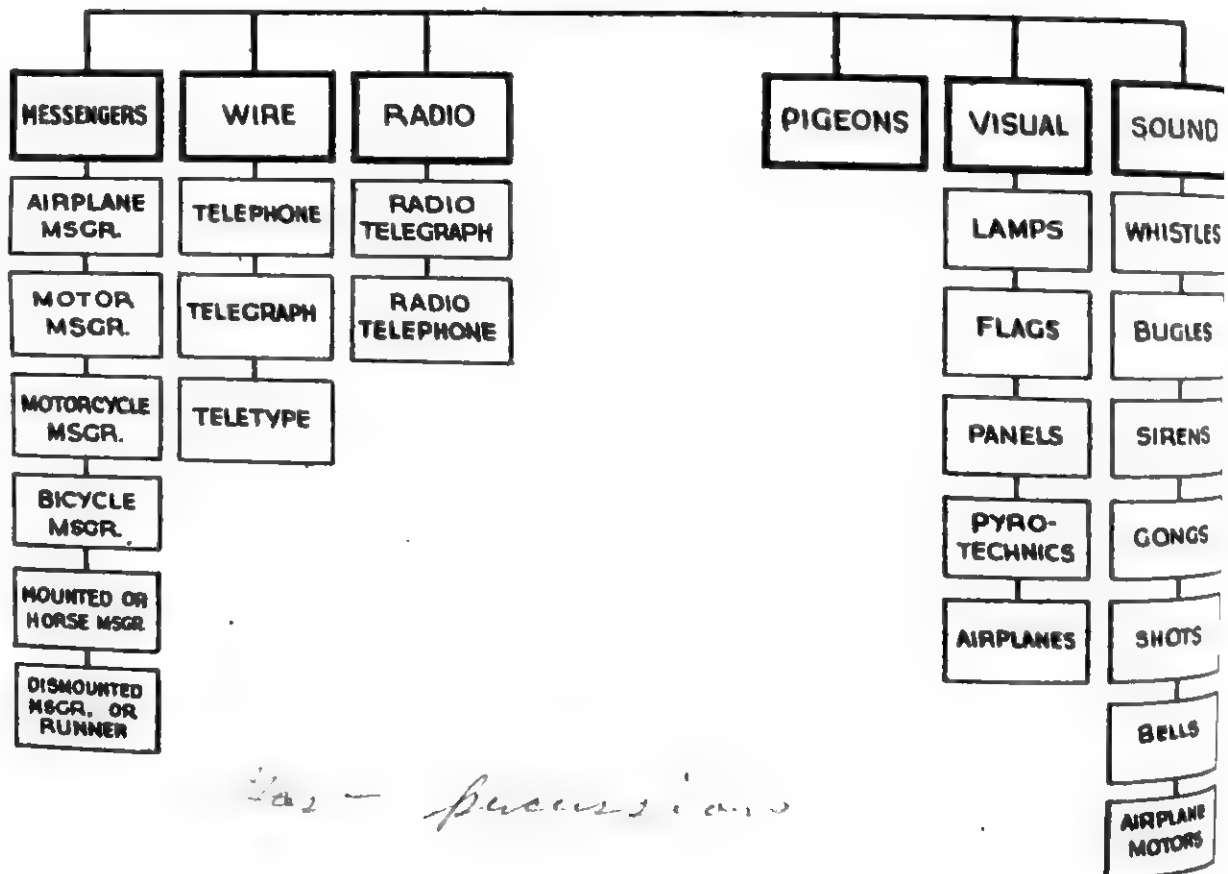 MESSENGERS
AIRPLANE
MSGR.
MOTOR
MSGR.
MOTORCYCLE
MSGR.
BICYCLE
MSGR.
MOUNTED OR
HORSE MSGR
DISMOUNTED
MSGR. OR
RUNNER
WIRE
TELEPHONE
TELEGRAPH
TELETYPE
RADIO
RADIO
TELEGRAPH
RADIO
TELEPHONE
PIGEONS
VISUAL
LAMPS
FLAGS
PANELS
PYRO-
TECHNICS
AIRPLANES
SOUND
WHISTLES
BUGLES
SIRENS
GONGS
SHOTS
BELLS
AIRPLANE
MOTORS